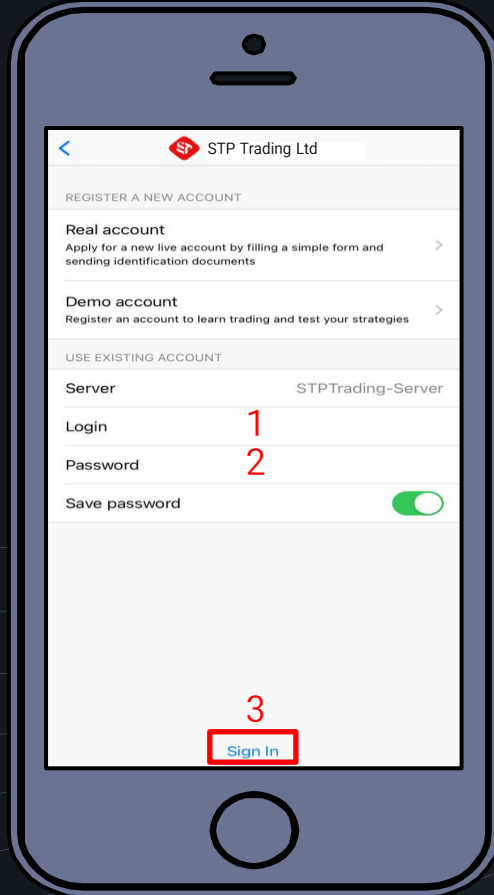 <
ST STP Trading Ltd
REGISTER A NEW ACCOUNT
Real account
Apply for a new live account by filling a simple form and
sending identification documents
>
Demo account
Register an account to learn trading and test your strategies
>
USE EXISTING ACCOUNT
Server STPTrading-Server
Login 1
Password 2
Save password
3
Sign In